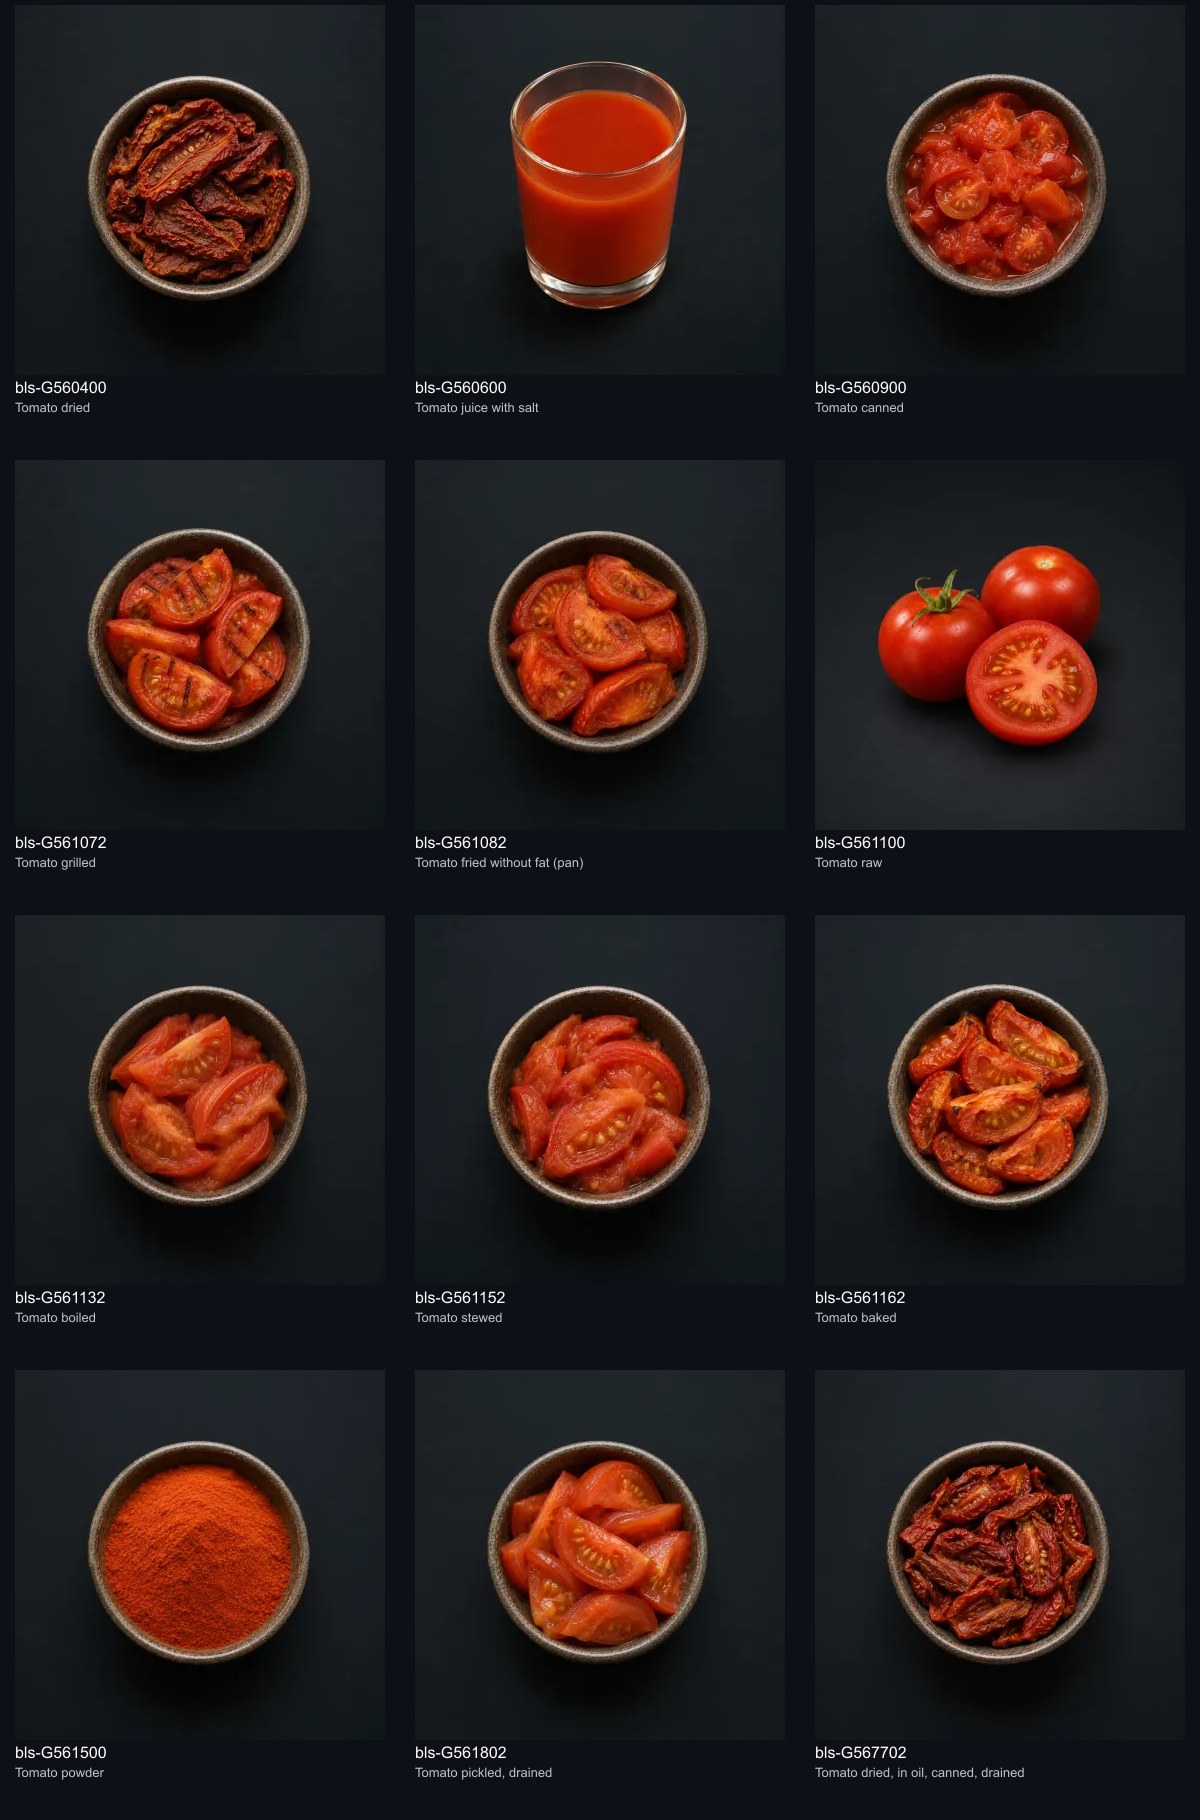 bls-G560400
Tomato dried
bls-G560600
Tomato juice with salt
bls-G560900
Tomato canned
bls-G561072
Tomato grilled
bls-G561082
Tomato fried without fat (pan)
bls-G561100
Tomato raw
bls-G561132
Tomato boiled
bls-G561152
Tomato stewed
bls-G561162
Tomato baked
bls-G561500
Tomato powder
bls-G561802
Tomato pickled, drained
bls-G567702
Tomato dried, in oil, canned, drained